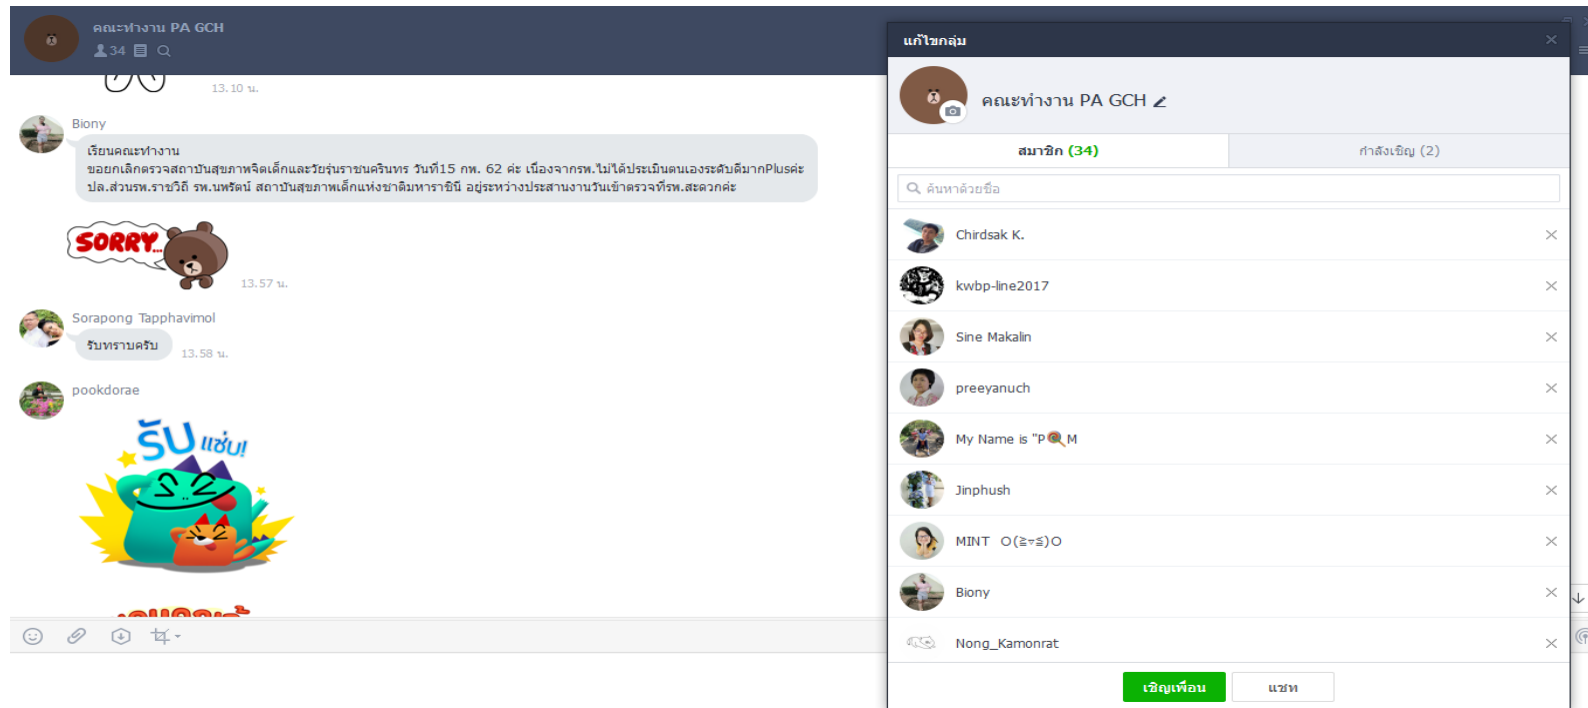 คณะทำงาน PA GCH
34
13.10 น.
Biony
เรียนคณะทำงาน
ขอยกเลิกตรวจสถาบันสุขภาพจิตเด็กและวัยรุ่นราชนครินทร วันที่15 กพ. 62 ค่ะ เนื่องจากรพ.ไม่ได้ประเมินตนเองระดับดีมากPlusค่ะ
ปล.ส่วนรพ.ราชวิถี รพ.นพรัตน์ สถาบันสุขภาพเด็กแห่งชาติมหาราชินี อยู่ระหว่างประสานงานวันเข้าตรวจที่รพ.สะดวกค่ะ
SORRY...
13.57 น.
Sorapong Tapphavimol
รับทราบครับ
13.58 น.
pookdorae
รับ แซ่บ!
แก้ไขกลุ่ม
คณะทำงาน PA GCH
สมาชิก (34)
กำลังเชิญ (2)
ค้นหาด้วยชื่อ
Chirdsak K.
kwbp-line2017
Sine Makalin
preeyanuch
My Name is "P🍭M
Jinphush
MINT O(≧▽≦)O
Biony
Nong_Kamonrat
เชิญเพื่อน
แชท